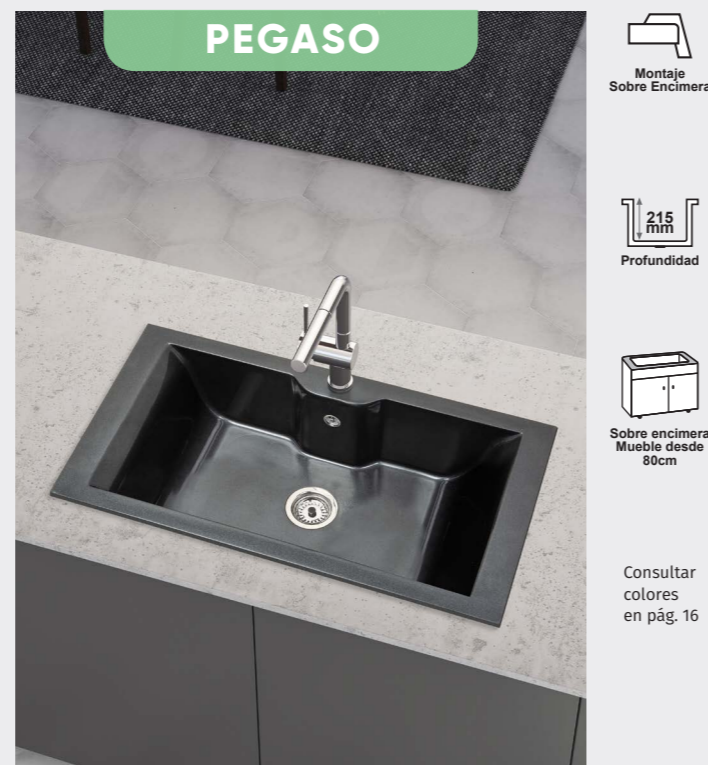 PEGASO
Montaje
Sobre Encimera
215
mm
Profundidad
Sobre encimera
Mueble desde
80cm
Consultar
colores
en pág. 16